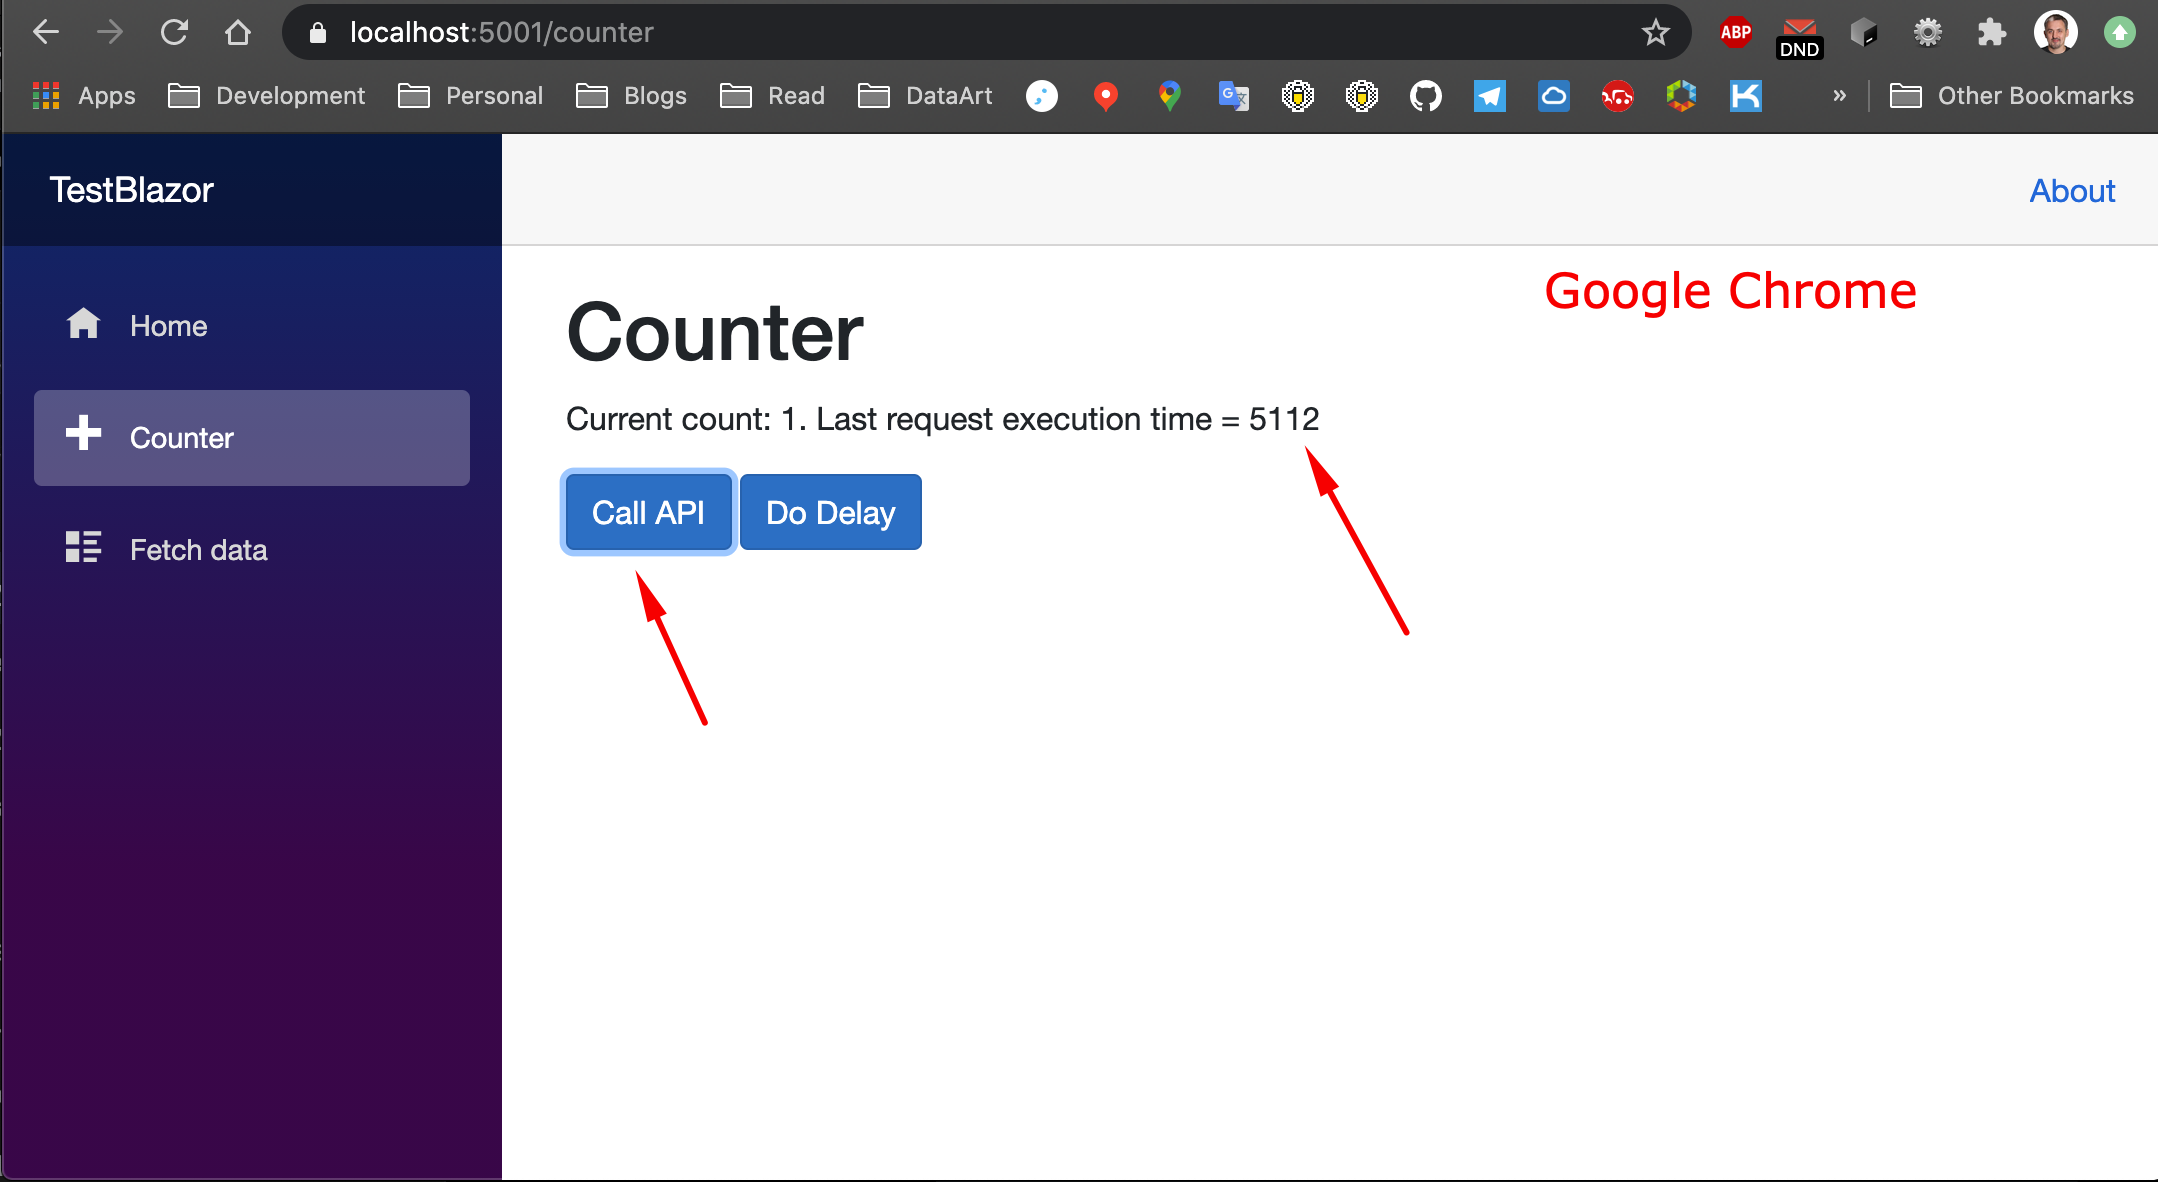 localhost:5001/counter
ABP
DND
Apps Development Personal Blogs Read DataArt » Other Bookmarks
TestBlazor
About
Google Chrome
Home
Counter
Fetch data
Counter
Current count: 1. Last request execution time = 5112
Call API Do Delay